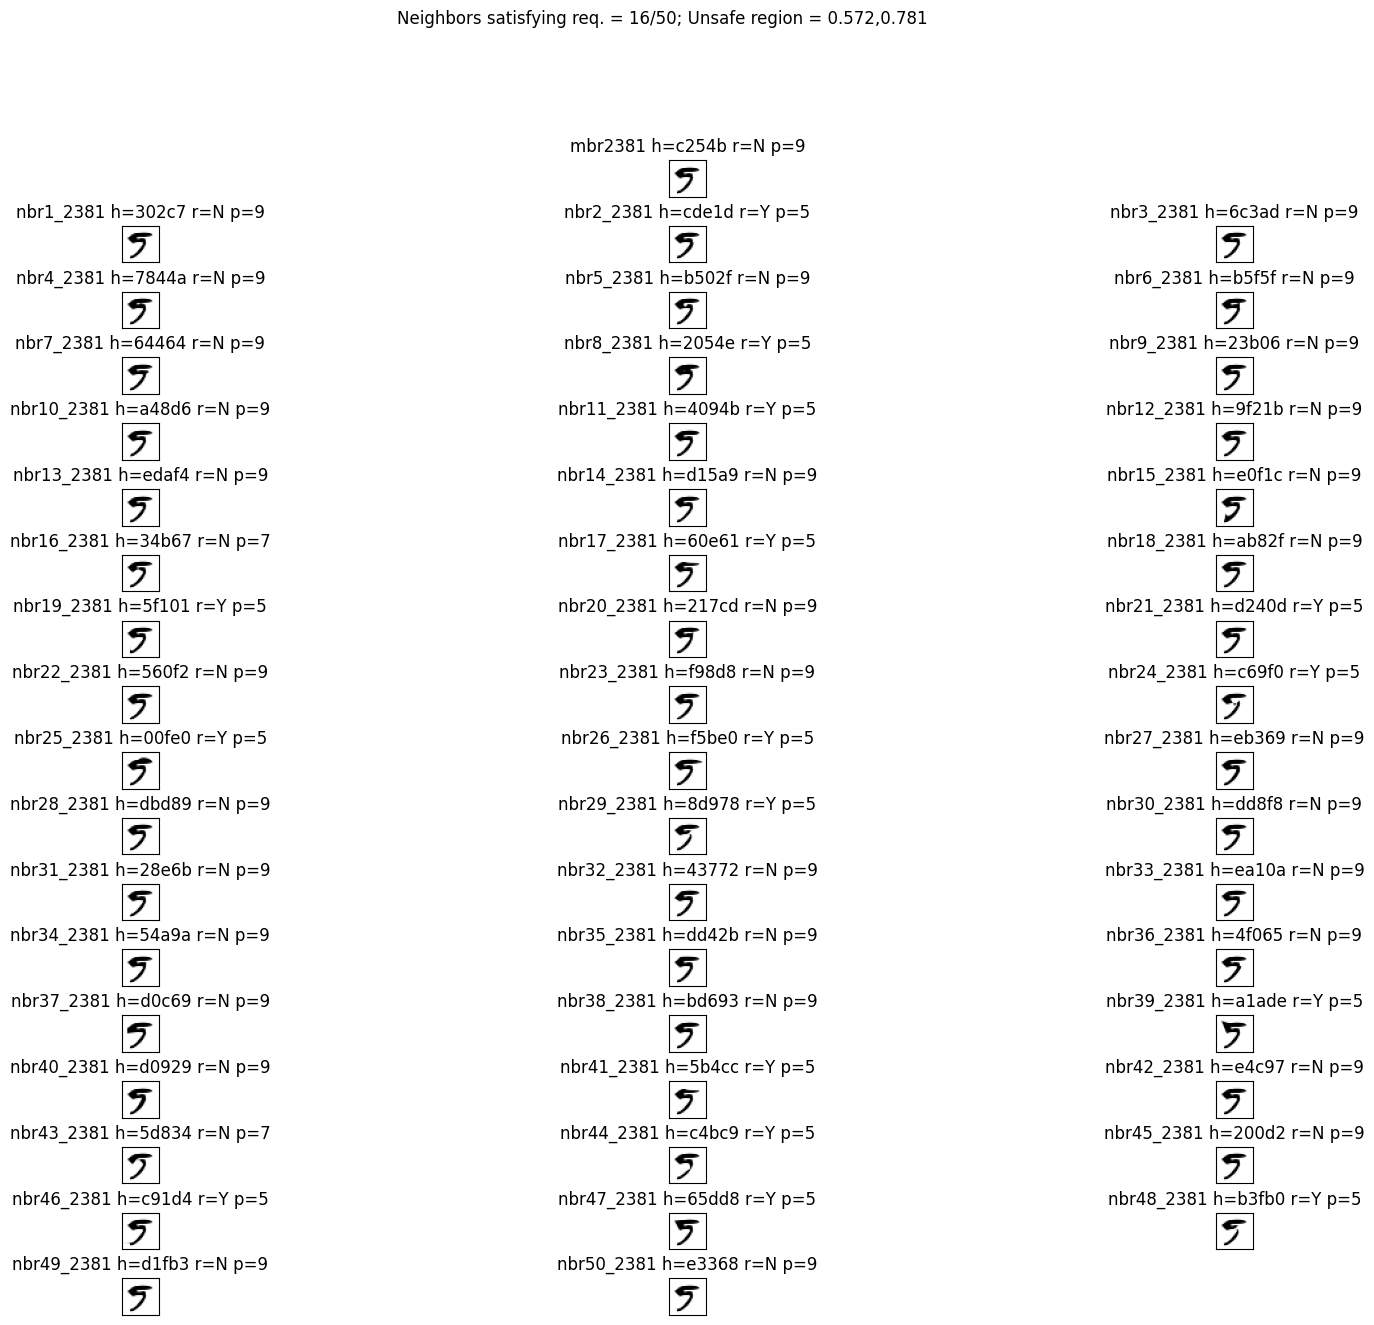 Neighbors satisfying req. = 16/50; Unsafe region = 0.572,0.781
mbr2381 h=c254b r=N p=9
nbr1_2381 h=302c7 r=N p=9 nbr2_2381 h=cde1d r=Y p=5 nbr3_2381 h=6c3ad r=N p=9
nbr4_2381 h=7844a r=N p=9 nbr5_2381 h=b502f r=N p=9 nbr6_2381 h=b5f5f r=N p=9
nbr7_2381 h=64464 r=N p=9 nbr8_2381 h=2054e r=Y p=5 nbr9_2381 h=23b06 r=N p=9
nbr10_2381 h=a48d6 r=N p=9 nbr11_2381 h=4094b r=Y p=5 nbr12_2381 h=9f21b r=N p=9
nbr13_2381 h=edaf4 r=N p=9 nbr14_2381 h=d15a9 r=N p=9 nbr15_2381 h=e0f1c r=N p=9
nbr16_2381 h=34b67 r=N p=7 nbr17_2381 h=60e61 r=Y p=5 nbr18_2381 h=ab82f r=N p=9
nbr19_2381 h=5f101 r=Y p=5 nbr20_2381 h=217cd r=N p=9 nbr21_2381 h=d240d r=Y p=5
nbr22_2381 h=560f2 r=N p=9 nbr23_2381 h=f98d8 r=N p=9 nbr24_2381 h=c69f0 r=Y p=5
nbr25_2381 h=00fe0 r=Y p=5 nbr26_2381 h=f5be0 r=Y p=5 nbr27_2381 h=eb369 r=N p=9
nbr28_2381 h=dbd89 r=N p=9 nbr29_2381 h=8d978 r=Y p=5 nbr30_2381 h=dd8f8 r=N p=9
nbr31_2381 h=28e6b r=N p=9 nbr32_2381 h=43772 r=N p=9 nbr33_2381 h=ea10a r=N p=9
nbr34_2381 h=54a9a r=N p=9 nbr35_2381 h=dd42b r=N p=9 nbr36_2381 h=4f065 r=N p=9
nbr37_2381 h=d0c69 r=N p=9 nbr38_2381 h=bd693 r=N p=9 nbr39_2381 h=a1ade r=Y p=5
nbr40_2381 h=d0929 r=N p=9 nbr41_2381 h=5b4cc r=Y p=5 nbr42_2381 h=e4c97 r=N p=9
nbr43_2381 h=5d834 r=N p=7 nbr44_2381 h=c4bc9 r=Y p=5 nbr45_2381 h=200d2 r=N p=9
nbr46_2381 h=c91d4 r=Y p=5 nbr47_2381 h=65dd8 r=Y p=5 nbr48_2381 h=b3fb0 r=Y p=5
nbr49_2381 h=d1fb3 r=N p=9 nbr50_2381 h=e3368 r=N p=9